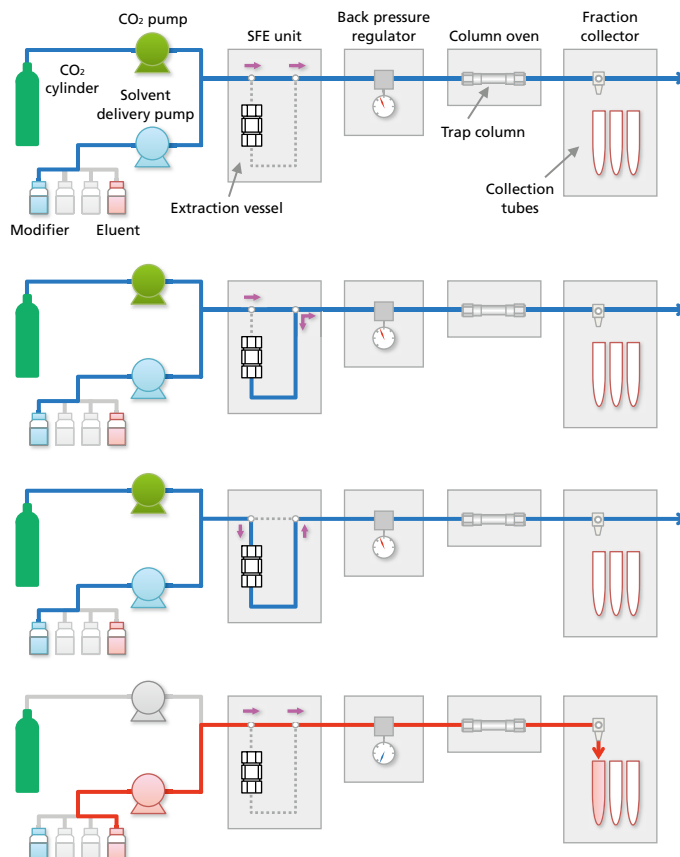 CO₂ pump
SFE unit
Back pressure
regulator
Column oven
Fraction
collector
CO₂
cylinder
Solvent
delivery pump
Trap column
Collection
tubes
Extraction vessel
Modifier
Eluent